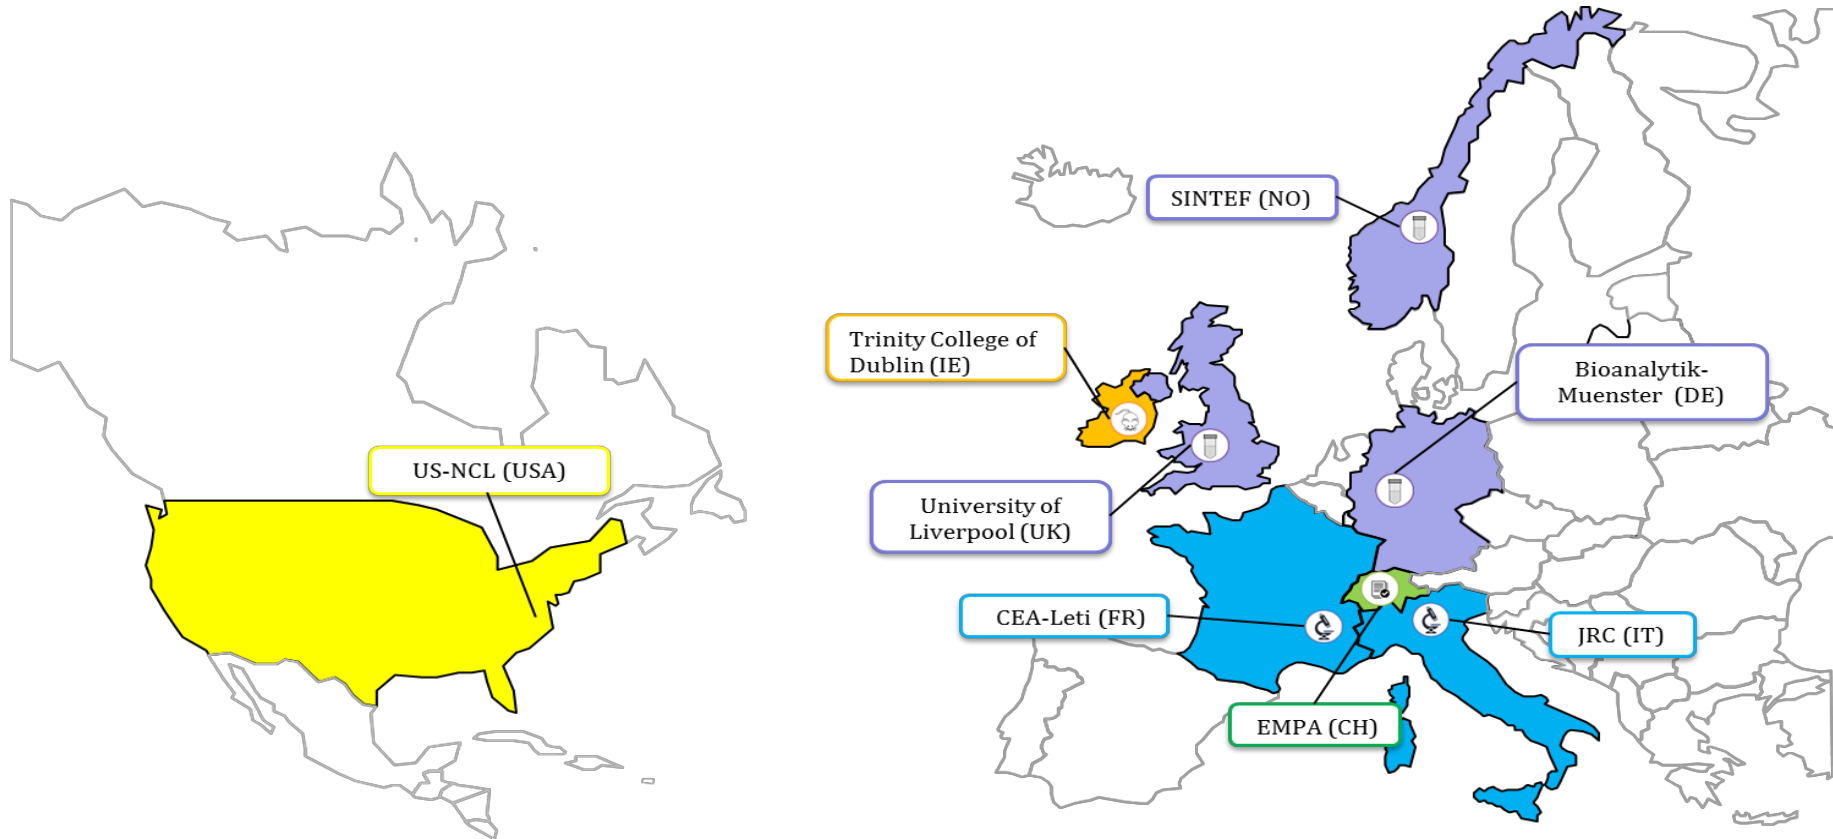 SINTEF (NO)
Trinity College of
Dublin (IE)
Bioanalytik-
Muenster (DE)
US-NCL (USA)
University of
Liverpool (UK)
CEA-Leti (FR)
JRC (IT)
EMPA (CH)